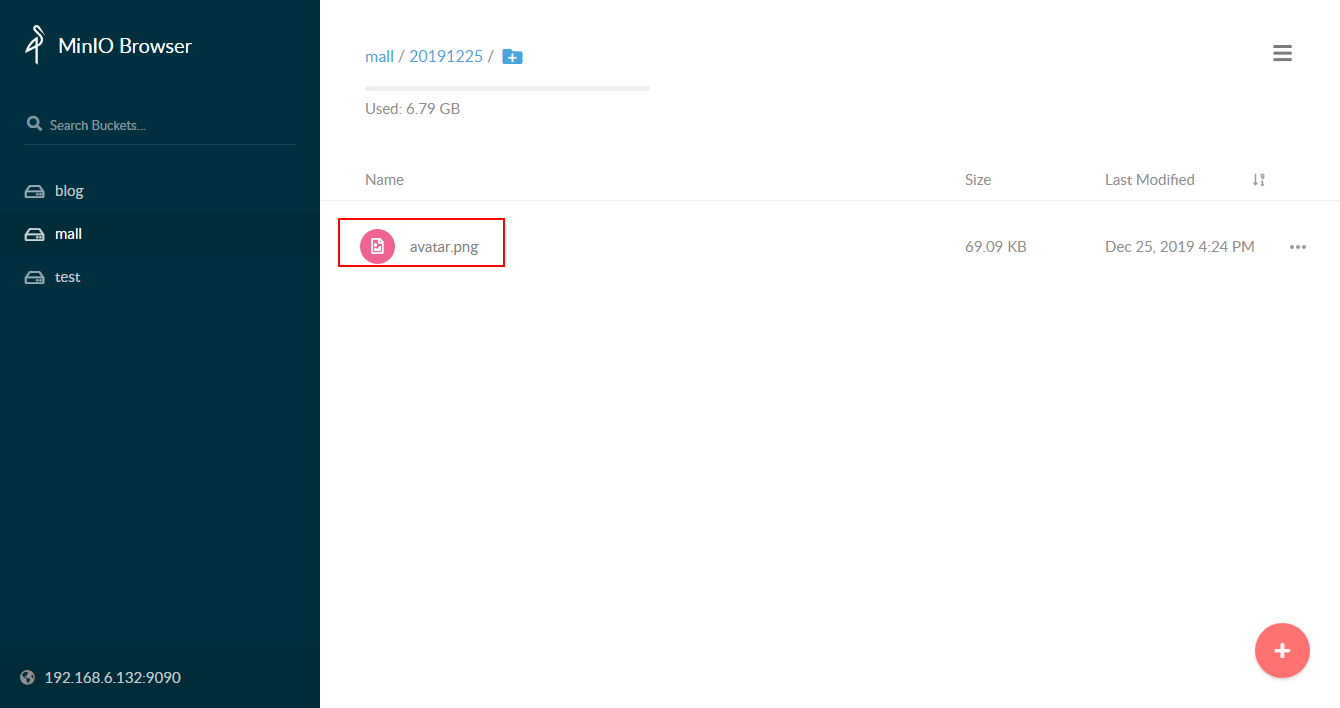 MinIO Browser
Search Buckets...
blog
mall
test
192.168.6.132:9090
mall / 20191225 /
Used: 6.79 GB
Name Size Last Modified
avatar.png 69.09 KB Dec 25, 2019 4:24 PM